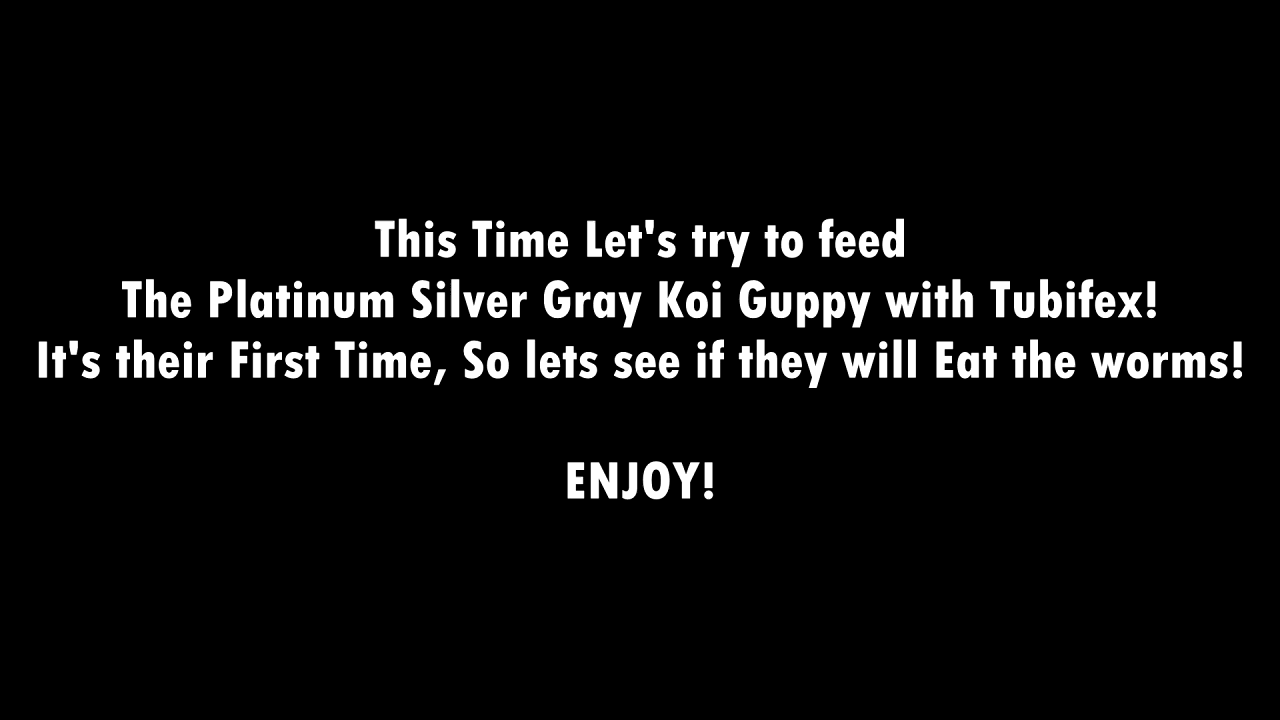 This Time Let's try to feed
The Platinum Silver Gray Koi Guppy with Tubifex!
It's their First Time, So lets see if they will Eat the worms!
ENJOY!